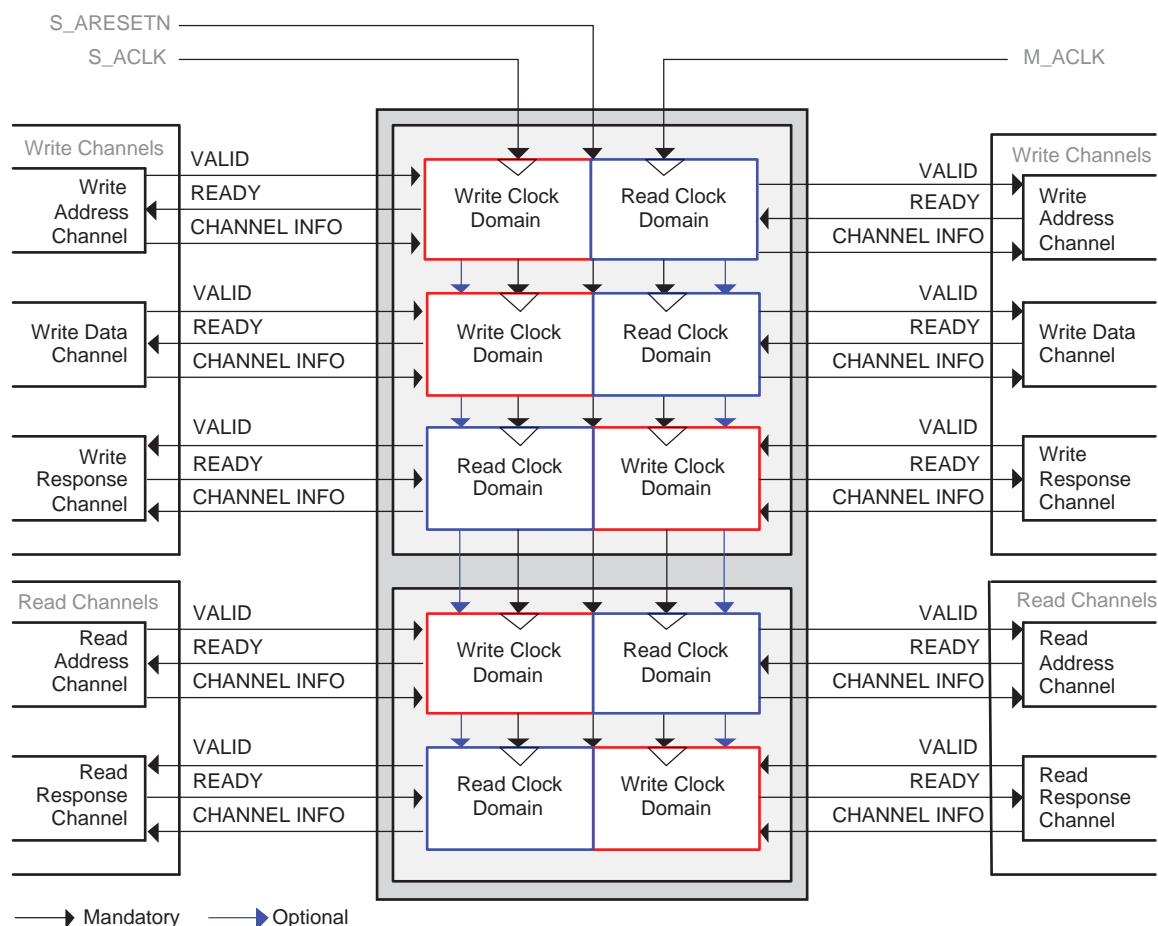 S_ARESETN
S_ACLK
M_ACLK
Write Channels
Write Channels
Write
Address
Channel
VALID
READY
CHANNEL INFO
Write Clock
Domain
Read Clock
Domain
VALID
READY
CHANNEL INFO
Write
Address
Channel
Write Data
Channel
VALID
READY
CHANNEL INFO
Write Clock
Domain
Read Clock
Domain
VALID
READY
CHANNEL INFO
Write Data
Channel
Write
Response
Channel
VALID
READY
CHANNEL INFO
Read Clock
Domain
Write Clock
Domain
VALID
READY
CHANNEL INFO
Write
Response
Channel
Read Channels
Read Channels
Read
Address
Channel
VALID
READY
CHANNEL INFO
Write Clock
Domain
Read Clock
Domain
VALID
READY
CHANNEL INFO
Read
Address
Channel
Read
Response
Channel
VALID
READY
CHANNEL INFO
Read Clock
Domain
Write Clock
Domain
VALID
READY
CHANNEL INFO
Read
Response
Channel
Mandatory
Optional